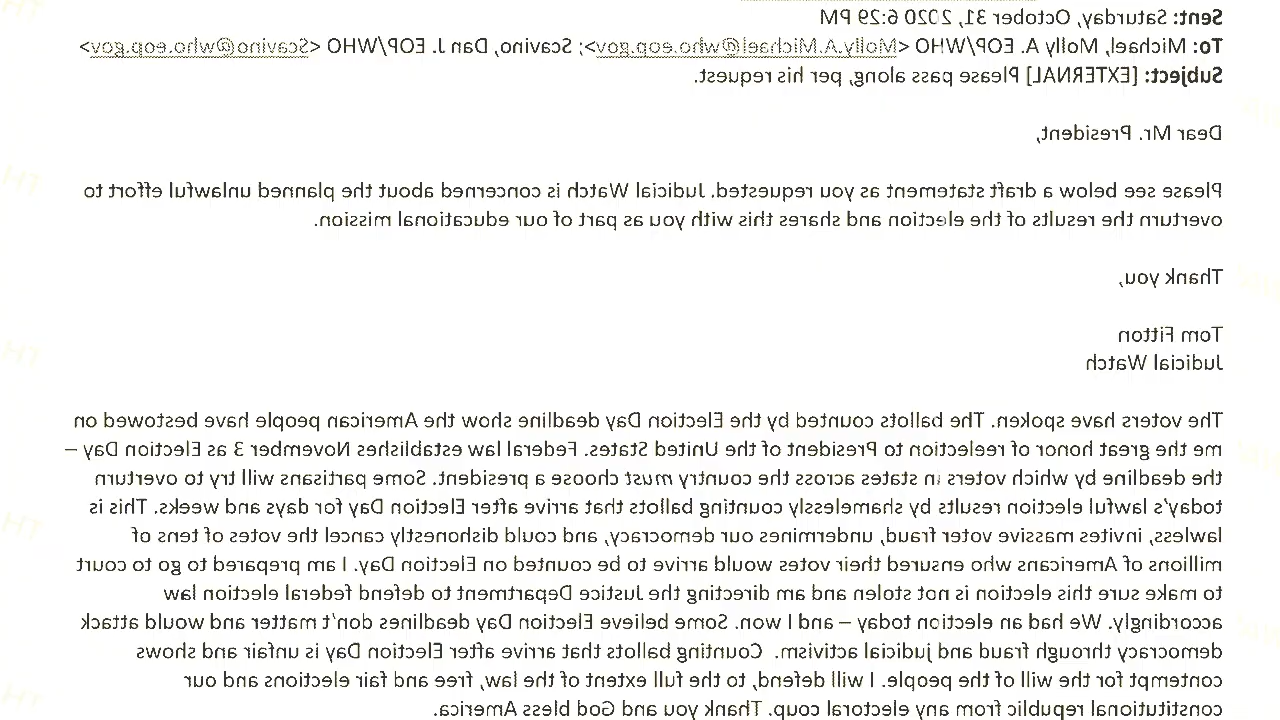 Sent: Saturday, October 31, 2020 6:29 PM
To: Michael, Molly A. EOP/WHO <Molly.A.Michael@who.eop.gov>; Scavino, Dan J. EOP/WHO <Scavino@who.eop.gov>
Subject: [EXTERNAL] Please pass along, per his request.
Dear Mr. President,
Please see below a draft statement as you requested. Judicial Watch is concerned about the planned unlawful effort to
overturn the results of the election and shares this with you as part of our educational mission.
Thank you,
Tom Fitton
Judicial Watch
The voters have spoken. The ballots counted by the Election Day deadline show the American people have bestowed on
me the great honor of reelection to President of the United States. Federal law establishes November 3 as Election Day –
the deadline by which voters in states across the country must choose a president. Some partisans will try to overturn
today's lawful election results by shamelessly counting ballots that arrive after Election Day for days and weeks. This is
lawless, invites massive voter fraud, undermines our democracy, and could dishonestly cancel the votes of tens of
millions of Americans who ensured their votes would arrive to be counted on Election Day. I am prepared to go to court
to make sure this election is not stolen and am directing the Justice Department to defend federal election law
accordingly. We had an election today – and I won. Some believe Election Day deadlines don't matter and would attack
democracy through fraud and judicial activism. Counting ballots that arrive after Election Day is unfair and shows
contempt for the will of the people. I will defend, to the full extent of the law, free and fair elections and our
constitutional republic from any electoral coup. Thank you and God bless America.